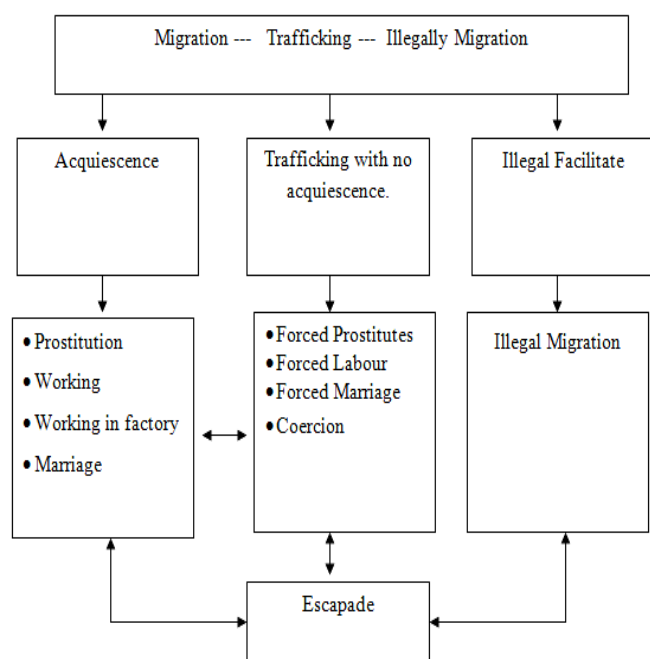 Migration --- Trafficking --- Illegally Migration
Acquiescence
Trafficking with no
acquiescence.
Illegal Facilitate
• Prostitution
• Working
• Working in factory
• Marriage
• Forced Prostitutes
• Forced Labour
• Forced Marriage
• Coercion
Illegal Migration
Escapade